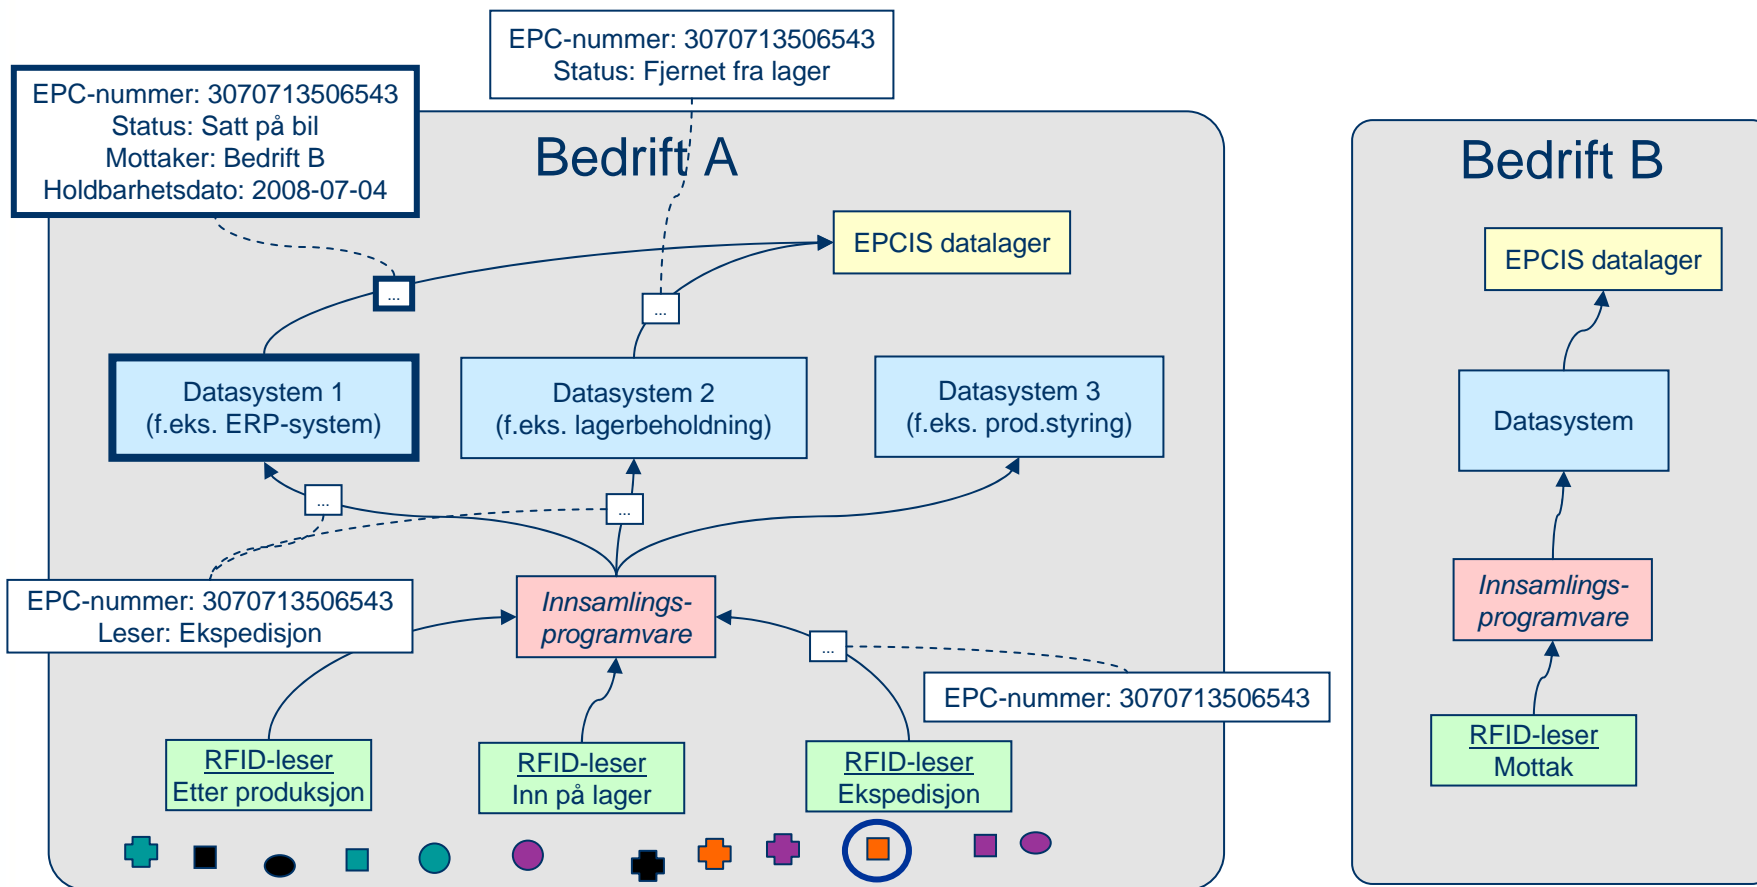 EPC-nummer: 3070713506543
Status: Fjernet fra lager
EPC-nummer: 3070713506543
Status: Satt på bil
Mottaker: Bedrift B
Holdbarhetsdato: 2008-07-04
Bedrift A
Bedrift B
EPCIS datalager
EPCIS datalager
...
...
Datasystem 1
(f.eks. ERP-system)
Datasystem 2
(f.eks. lagerbeholdning)
Datasystem 3
(f.eks. prod.styring)
Datasystem
...
...
EPC-nummer: 3070713506543
Leser: Ekspedisjon
Innsamlings-
programvare
Innsamlings-
programvare
...
EPC-nummer: 3070713506543
RFID-leser
Etter produksjon
RFID-leser
Inn på lager
RFID-leser
Ekspedisjon
RFID-leser
Mottak